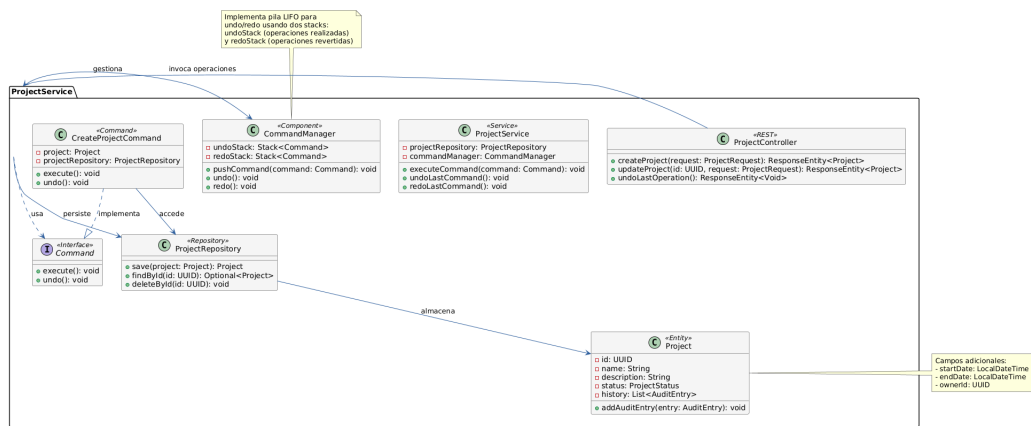 Implementa pila LIFO para
undo/redo usando dos stacks:
undoStack (operaciones realizadas)
y redoStack (operaciones revertidas)
gestiona
invoca operaciones
ProjectService
«Command»
CreateProjectCommand
project: Project
projectRepository: ProjectRepository
execute(): void
undo(): void
«Component»
CommandManager
undoStack: Stack<Command>
redoStack: Stack<Command>
pushCommand(command: Command): void
undo(): void
redo(): void
«Service»
ProjectService
projectRepository: ProjectRepository
commandManager: CommandManager
executeCommand(command: Command): void
undoLastCommand(): void
redoLastCommand(): void
«REST»
ProjectController
createProject(request: ProjectRequest): ResponseEntity<Project>
updateProject(id: UUID, request: ProjectRequest): ResponseEntity<Project>
undoLastOperation(): ResponseEntity<Void>
usa
persiste
implementa
accede
«Interface»
Command
execute(): void
undo(): void
«Repository»
ProjectRepository
save(project: Project): Project
findById(id: UUID): Optional<Project>
deleteById(id: UUID): void
almacena
«Entity»
Project
id: UUID
name: String
description: String
status: ProjectStatus
history: List<AuditEntry>
addAuditEntry(entry: AuditEntry): void
Campos adicionales:
- startDate: LocalDateTime
- endDate: LocalDateTime
- ownerId: UUID